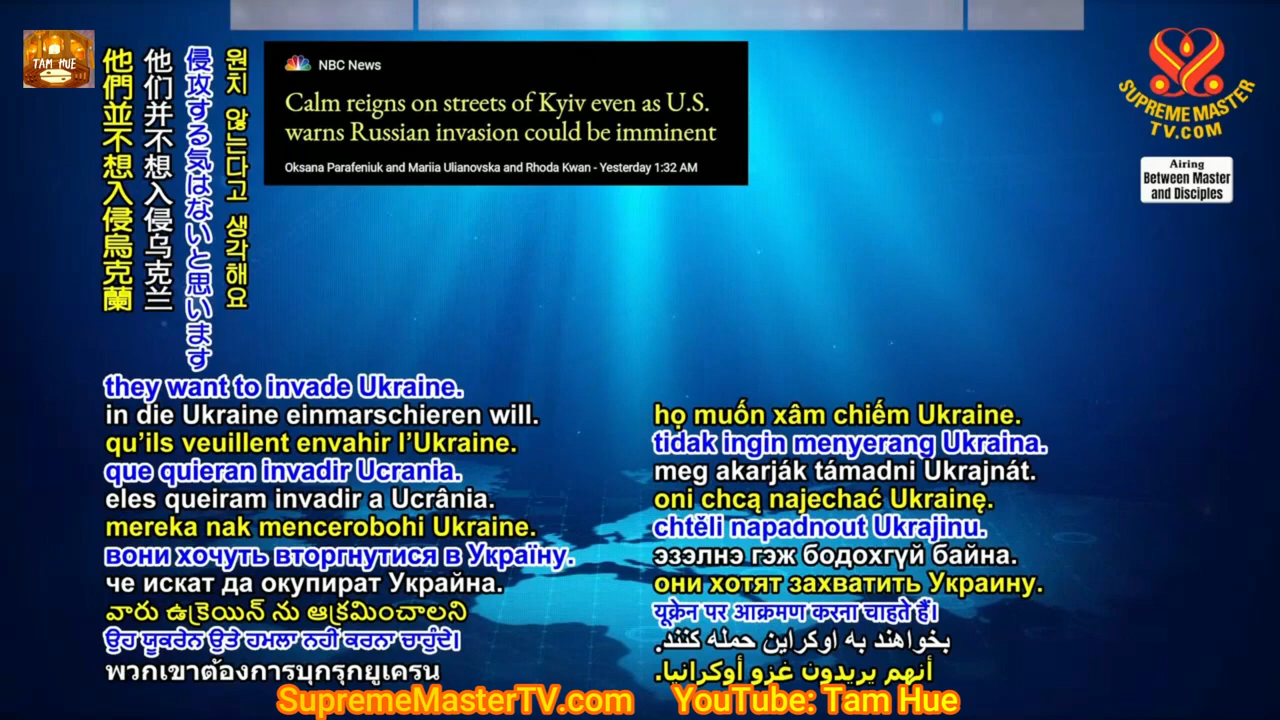 TAM HUE
他們並不想入侵烏克蘭
他们并不想入侵乌克兰
侵攻する気はないと思います
원치 않는다고 생각해요
NBC News
Calm reigns on streets of Kyiv even as U.S.
warns Russian invasion could be imminent
Oksana Parafeniuk and Mariia Ulianovska and Rhoda Kwan - Yesterday 1:32 AM
SUPREME MASTER
TV.COM
Airing
Between Master
and Disciples
they want to invade Ukraine.
in die Ukraine einmarschieren will.
qu’ils veuillent envahir l’Ukraine.
que quieran invadir Ucrania.
eles queiram invadir a Ucrânia.
mereka nak mencerobohi Ukraine.
вони хочуть вторгнутися в Україну.
че искат да окупират Украйна.
వారు ఉక్రెయిన్ ను ఆక్రమించాలని
ਉਹ ਯੂਕਰੇਨ ਉਤੇ ਹਮਲਾ ਨਹੀ ਕਰਨਾ ਚਾਹੁੰਦੇ।
พวกเขาต้องการบุกรุกยูเครน
họ muốn xâm chiếm Ukraine.
tidak ingin menyerang Ukraina.
meg akarják támadni Ukrajnát.
oni chcą najechać Ukrainę.
chtěli napadnout Ukrajinu.
эзэлнэ гэж бодохгүй байна.
они хотят захватить Украину.
यूक्रेन पर आक्रमण करना चाहते हैं।
بخواهند به اوکراین حمله کنند.
أنهم يريدون غزو أوكرانيا.
SupremeMasterTV.com YouTube: Tam Hue